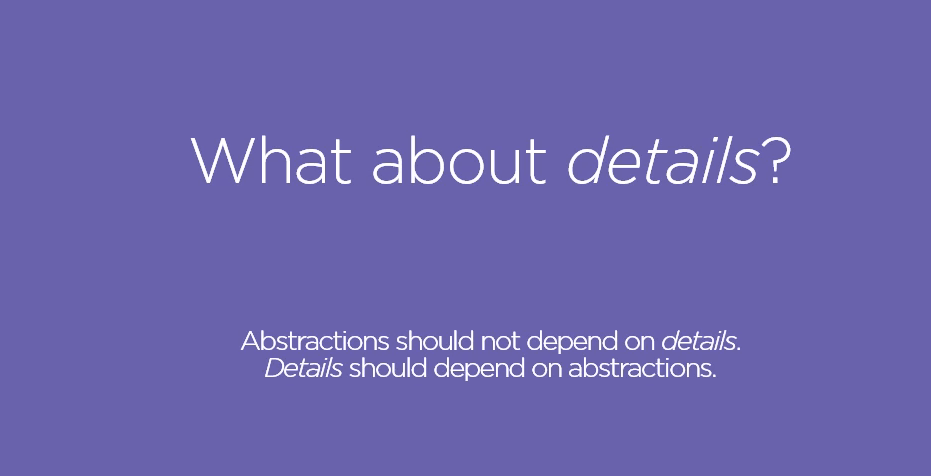 What about details?
Abstractions should not depend on details.
Details should depend on abstractions.